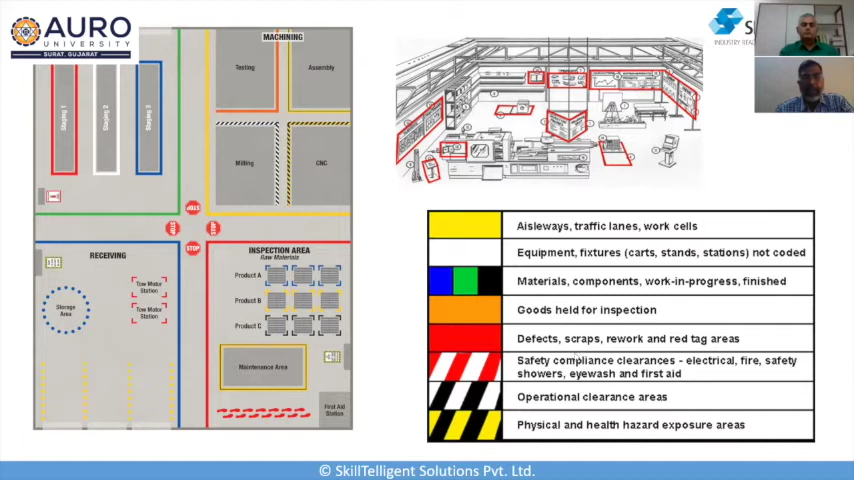 AURO
UNIVERSITY
SURAT, GUJARAT
INDUSTRY
MACHINING
Testing
Assembly
Staging 1
Staging 2
Staging 3
Milling
CNC
STOP
STOP
STOP
STOP
RECEIVING
INSPECTION AREA
Raw Materials
Product A
Product B
Product C
Tow Motor
Station
Tow Motor
Station
Storage
Area
Maintenance Area
First Aid
Station
Aisleways, traffic lanes, work cells
Equipment, fixtures (carts, stands, stations) not coded
Materials, components, work-in-progress, finished
Goods held for inspection
Defects, scraps, rework and red tag areas
Safety compliance clearances - electrical, fire, safety
showers, eyewash and first aid
Operational clearance areas
Physical and health hazard exposure areas
© SkillTelligent Solutions Pvt. Ltd.